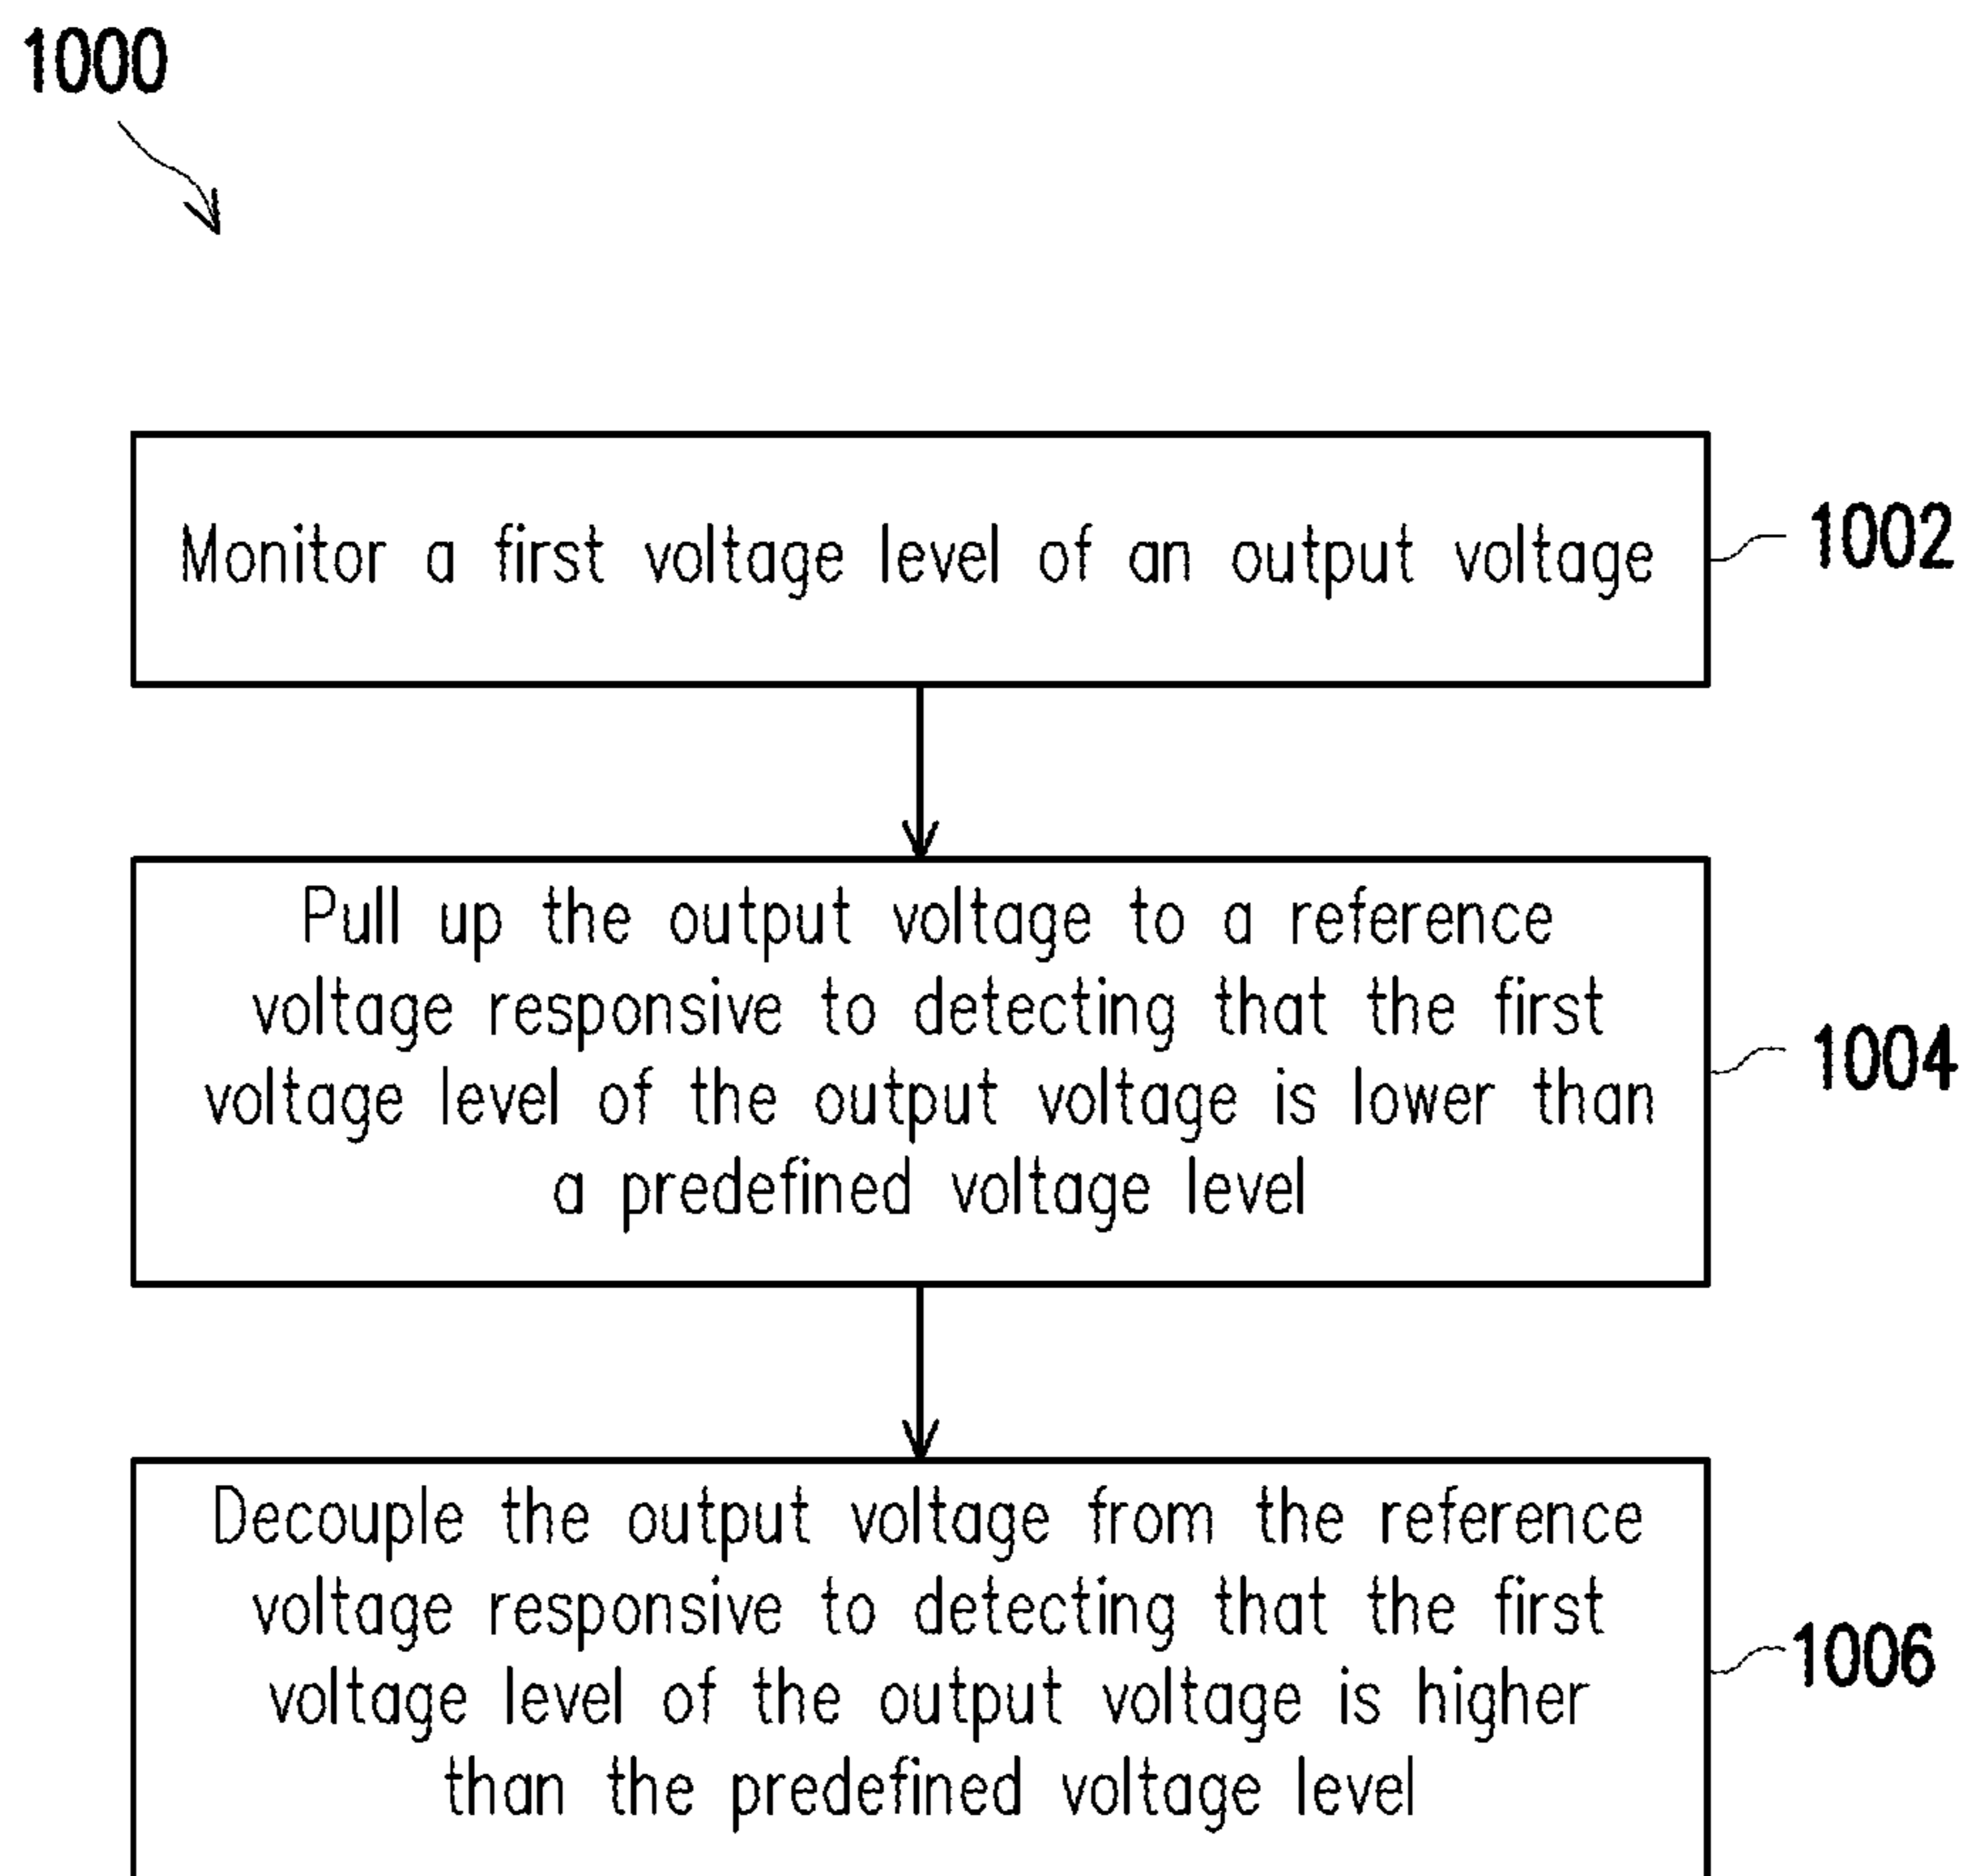 1000
Monitor a first voltage level of an output voltage
1002
Pull up the output voltage to a reference
voltage responsive to detecting that the first
voltage level of the output voltage is lower than
a predefined voltage level
1004
Decouple the output voltage from the reference
voltage responsive to detecting that the first
voltage level of the output voltage is higher
than the predefined voltage level
1006